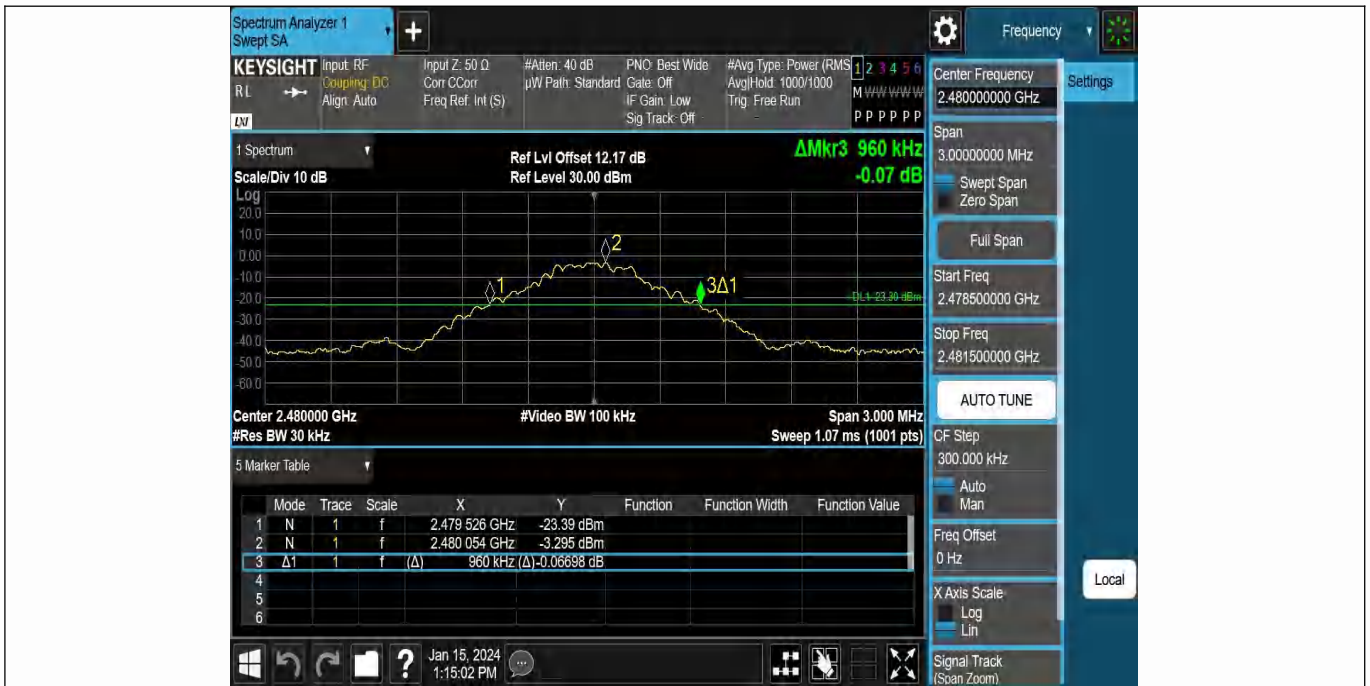 Spectrum Analyzer 1
Swept SA
+
Frequency
KEYSIGHT
RL
LXI
Input: RF
Coupling: DC
Align: Auto
Input Z: 50 Ω
Corr CCorr
Freq Ref: Int (S)
#Atten: 40 dB
µW Path: Standard
PNO: Best Wide
Gate: Off
IF Gain: Low
Sig Track: Off
#Avg Type: Power (RMS
Avg|Hold: 1000/1000
Trig: Free Run
1 2 3 4 5 6
M W W W W W
P P P P P P
1 Spectrum
Scale/Div 10 dB
Ref Lvl Offset 12.17 dB
Ref Level 30.00 dBm
ΔMkr3 960 kHz
-0.07 dB
Log
20.0
10.0
0.00
-10.0
-20.0
-30.0
-40.0
-50.0
-60.0
1
2
3Δ1
DL1 -23.30 dBm
Center 2.480000 GHz
#Video BW 100 kHz
Span 3.000 MHz
#Res BW 30 kHz
Sweep 1.07 ms (1001 pts)
5 Marker Table
Mode Trace Scale X Y Function Function Width Function Value
1 N 1 f 2.479 526 GHz -23.39 dBm
2 N 1 f 2.480 054 GHz -3.295 dBm
3 Δ1 1 f (Δ) 960 kHz (Δ) -0.06698 dB
4
5
6
?
Jan 15, 2024
1:15:02 PM
Center Frequency
2.480000000 GHz
Settings
Span
3.00000000 MHz
Swept Span
Zero Span
Full Span
Start Freq
2.478500000 GHz
Stop Freq
2.481500000 GHz
AUTO TUNE
CF Step
300.000 kHz
Auto
Man
Freq Offset
0 Hz
X Axis Scale
Log
Lin
Local
Signal Track
(Span Zoom)